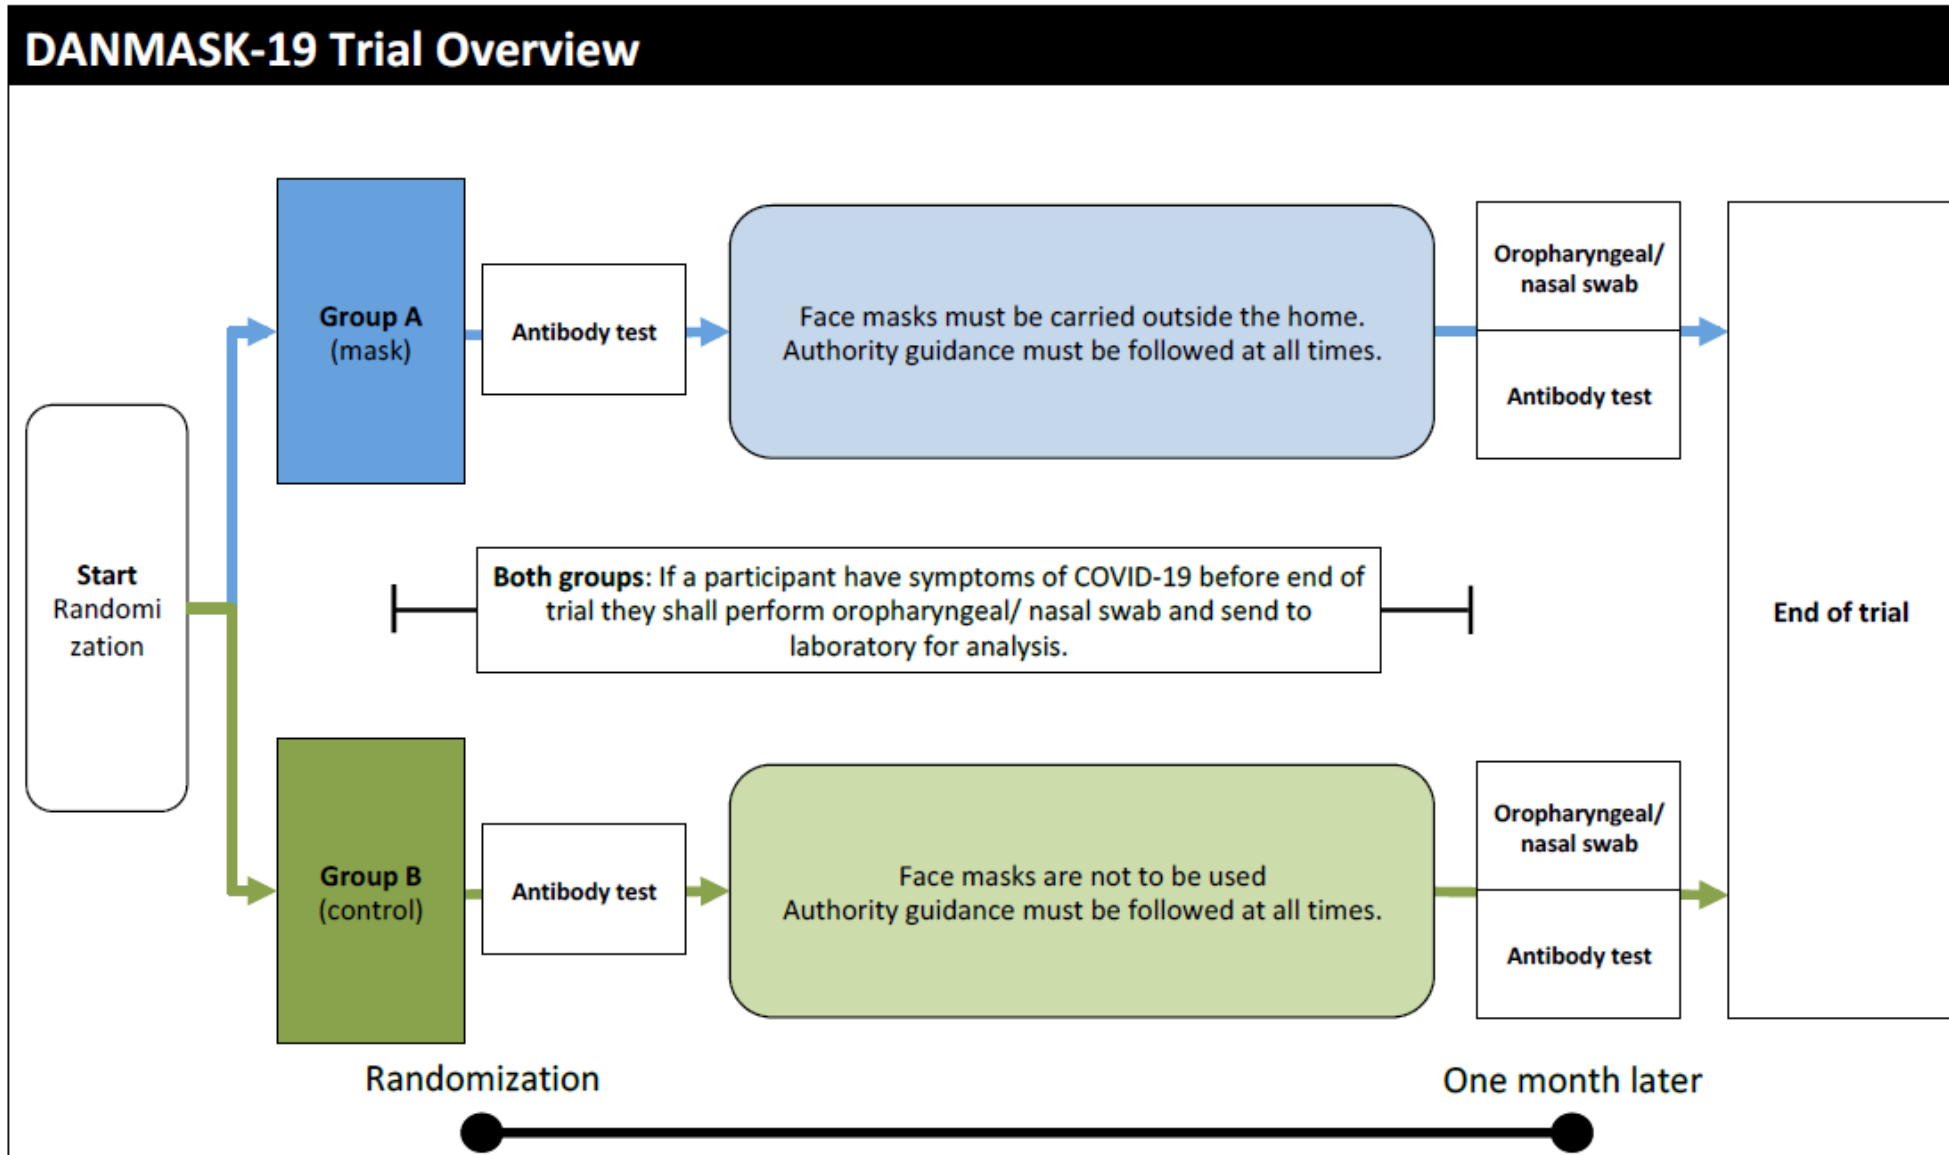 DANMASK-19 Trial Overview
Start
Randomi
zation
Group A
(mask)
Antibody test
Face masks must be carried outside the home.
Authority guidance must be followed at all times.
Oropharyngeal/
nasal swab
Antibody test
Both groups: If a participant have symptoms of COVID-19 before end of
trial they shall perform oropharyngeal/ nasal swab and send to
laboratory for analysis.
End of trial
Group B
(control)
Antibody test
Face masks are not to be used
Authority guidance must be followed at all times.
Oropharyngeal/
nasal swab
Antibody test
Randomization
One month later